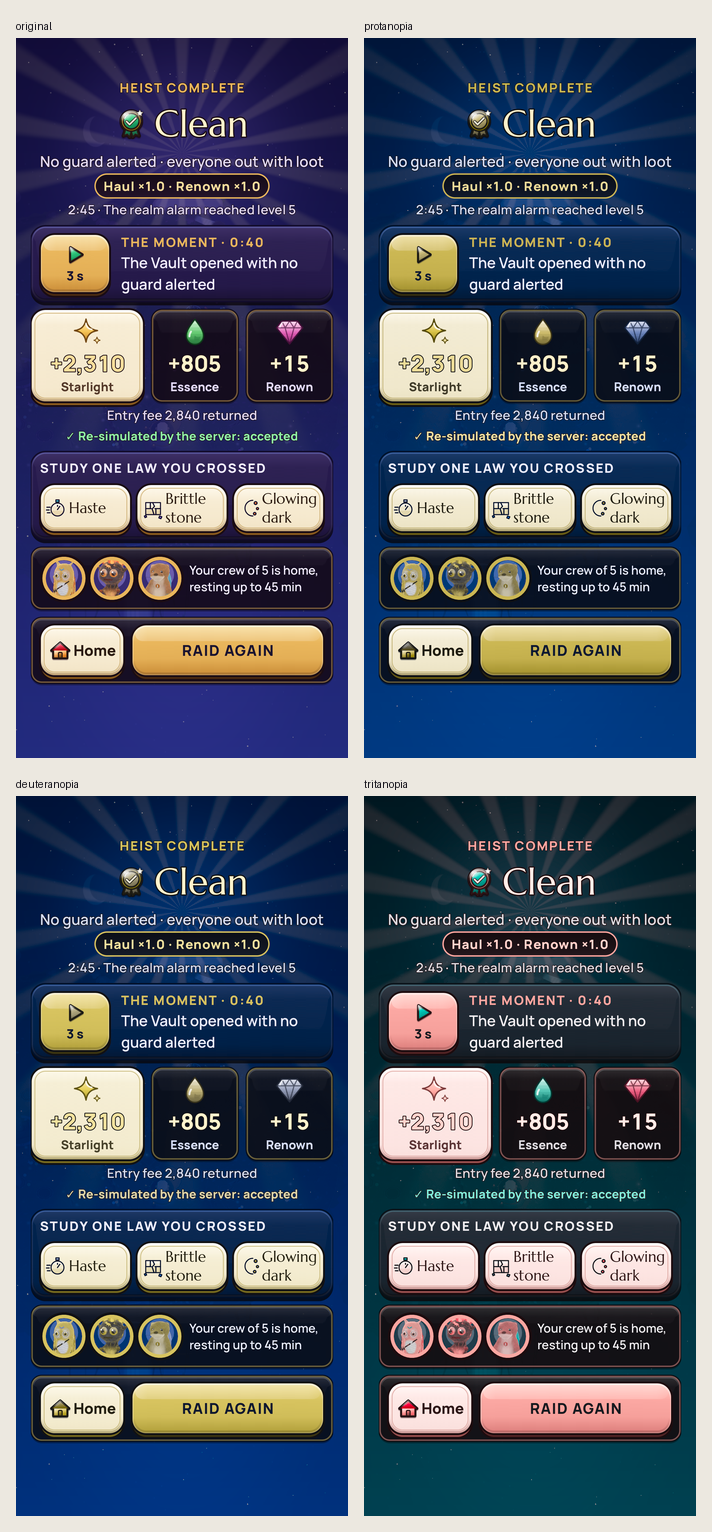 original
HEIST COMPLETE
Clean
No guard alerted · everyone out with loot
Haul ×1.0 · Renown ×1.0
2:45 · The realm alarm reached level 5
THE MOMENT · 0:40
The Vault opened with no
guard alerted
3 s
+2,310
Starlight
+805
Essence
+15
Renown
Entry fee 2,840 returned
✓ Re-simulated by the server: accepted
STUDY ONE LAW YOU CROSSED
Haste
Brittle
stone
Glowing
dark
Your crew of 5 is home,
resting up to 45 min
Home
RAID AGAIN
protanopia
HEIST COMPLETE
Clean
No guard alerted · everyone out with loot
Haul ×1.0 · Renown ×1.0
2:45 · The realm alarm reached level 5
THE MOMENT · 0:40
The Vault opened with no
guard alerted
3 s
+2,310
Starlight
+805
Essence
+15
Renown
Entry fee 2,840 returned
✓ Re-simulated by the server: accepted
STUDY ONE LAW YOU CROSSED
Haste
Brittle
stone
Glowing
dark
Your crew of 5 is home,
resting up to 45 min
Home
RAID AGAIN
deuteranopia
HEIST COMPLETE
Clean
No guard alerted · everyone out with loot
Haul ×1.0 · Renown ×1.0
2:45 · The realm alarm reached level 5
THE MOMENT · 0:40
The Vault opened with no
guard alerted
3 s
+2,310
Starlight
+805
Essence
+15
Renown
Entry fee 2,840 returned
✓ Re-simulated by the server: accepted
STUDY ONE LAW YOU CROSSED
Haste
Brittle
stone
Glowing
dark
Your crew of 5 is home,
resting up to 45 min
Home
RAID AGAIN
tritanopia
HEIST COMPLETE
Clean
No guard alerted · everyone out with loot
Haul ×1.0 · Renown ×1.0
2:45 · The realm alarm reached level 5
THE MOMENT · 0:40
The Vault opened with no
guard alerted
3 s
+2,310
Starlight
+805
Essence
+15
Renown
Entry fee 2,840 returned
✓ Re-simulated by the server: accepted
STUDY ONE LAW YOU CROSSED
Haste
Brittle
stone
Glowing
dark
Your crew of 5 is home,
resting up to 45 min
Home
RAID AGAIN